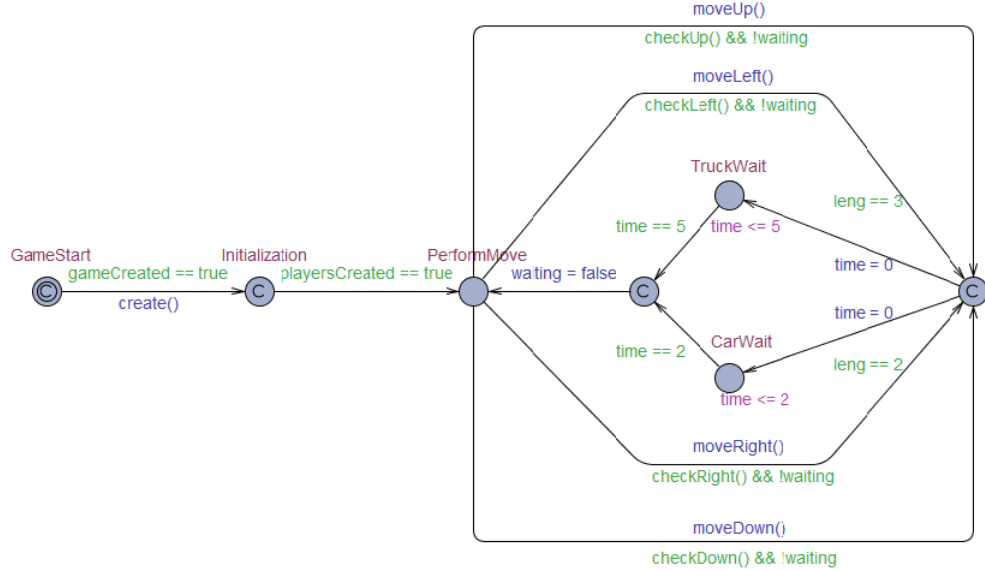 moveUp()
checkUp() && !waiting
moveLeft()
checkLeft() && !waiting
TruckWait
leng == 3
time == 5
time <= 5
GameStart
Initialization
PerformMove
gameCreated == true
playersCreated == true
waiting = false
time = 0
create()
C
C
C
C
time = 0
CarWait
time == 2
leng == 2
time <= 2
moveRight()
checkRight() && !waiting
moveDown()
checkDown() && !waiting